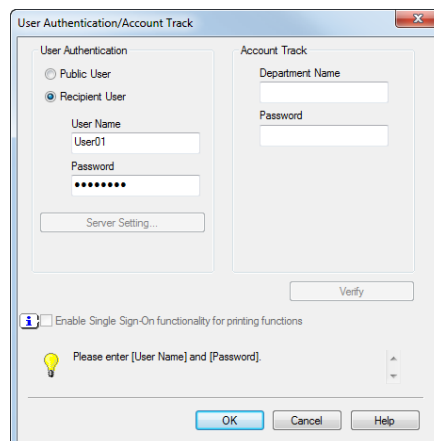 User Authentication/Account Track
User Authentication
Public User
Recipient User
User Name
User01
Password
••••••••
Server Setting...
Account Track
Department Name
Password
Verify
Enable Single Sign-On functionality for printing functions
Please enter [User Name] and [Password].
OK
Cancel
Help